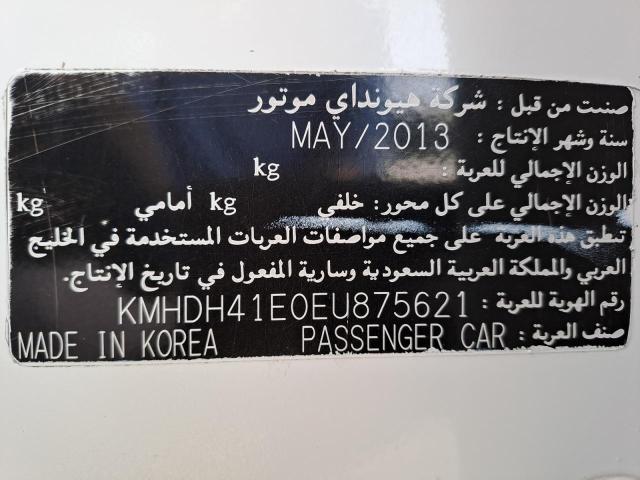 صنعت من قبل : شركة هيونداي موتور
سنة وشهر الإنتاج : MAY/2013
الوزن الإجمالي للعربة : kg
الوزن الإجمالي على كل محور: خلفي kg أمامي kg
تنطبق هذه العربة على جميع مواصفات العربات المستخدمة في الخليج
العربي والمملكة العربية السعودية وسارية المفعول في تاريخ الإنتاج.
رقم الهوية للعربة : KMHDH41E0EU875621
صنف العربة : PASSENGER CAR MADE IN KOREA